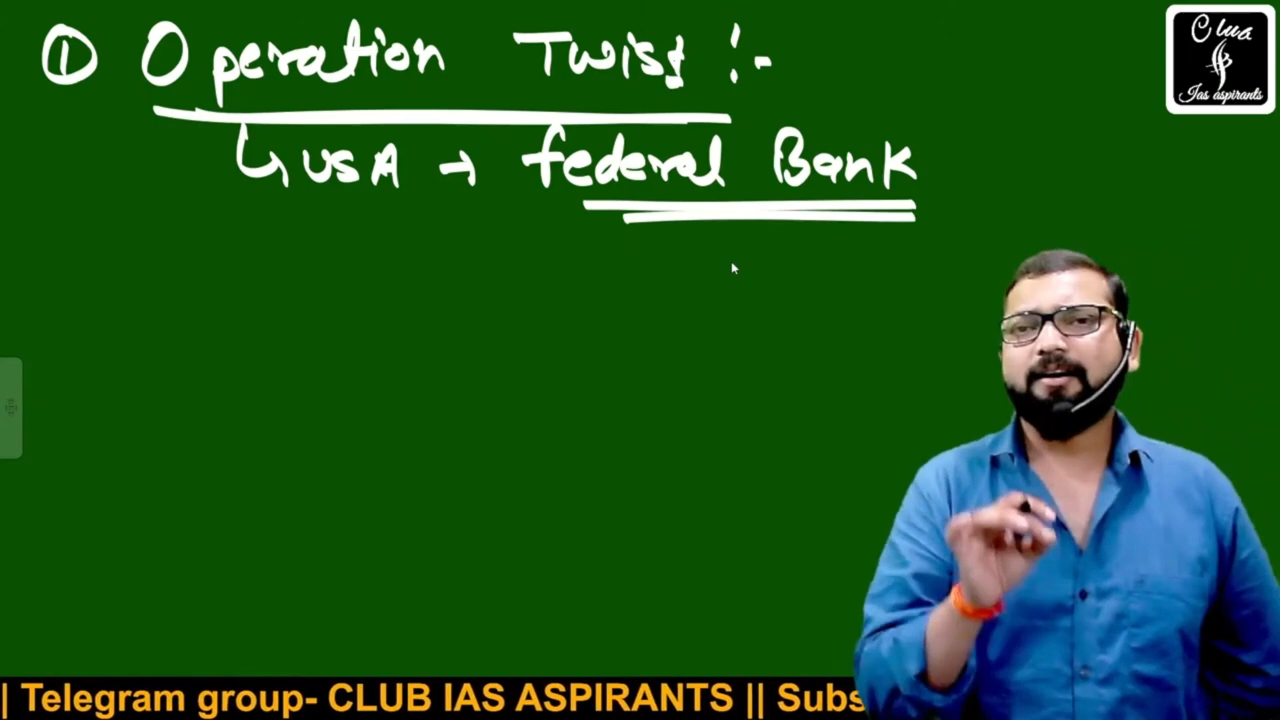 ① Operation Twist :-
↳ USA → federal Bank
Club
Ias aspirants
| Telegram group- CLUB IAS ASPIRANTS || Subs